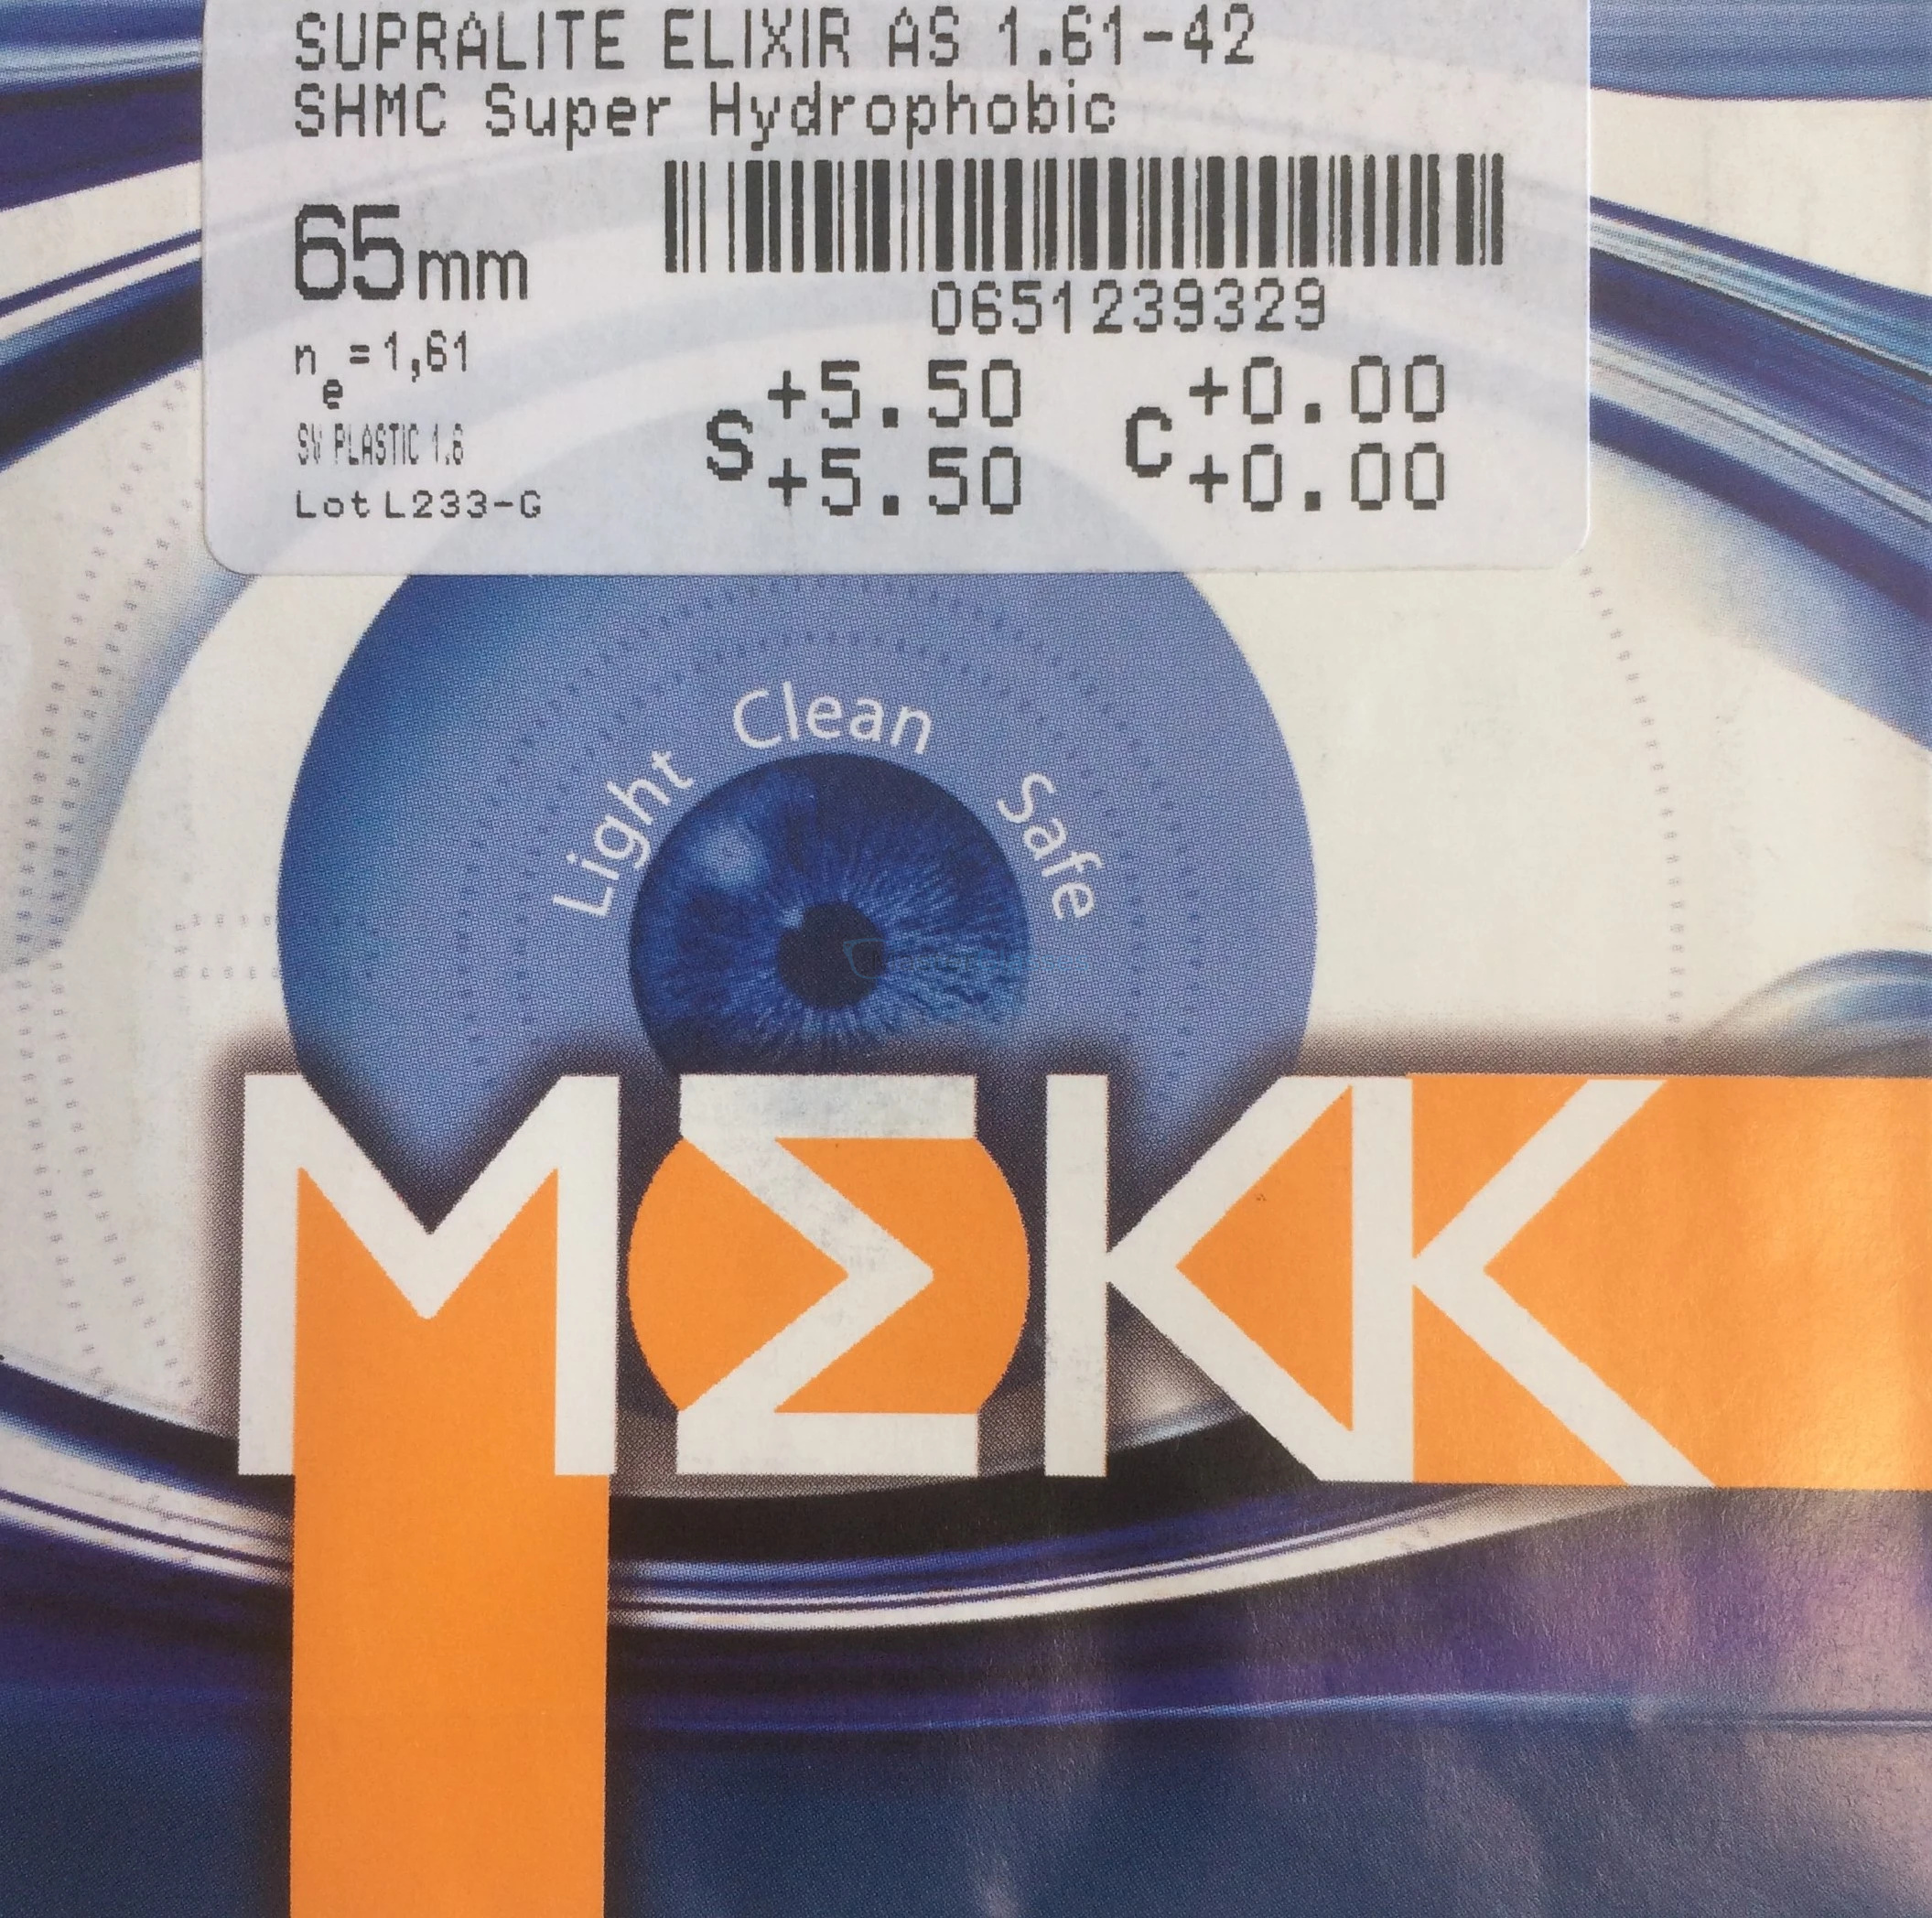 SUPRALITE ELIXIR AS 1.61-42
SHMC Super Hydrophobic
65mm
0651239329
ne=1,61
S +5.50 C +0.00
+5.50 +0.00
SV PLASTIC 1.6
Lot L233-G
Light Clean Safe
MΣKK